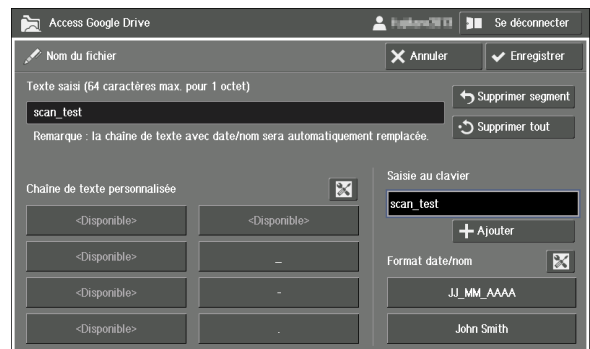 Access Google Drive
Se déconnecter
Nom du fichier
Annuler
Enregistrer
Texte saisi (64 caractères max. pour 1 octet)
Supprimer segment
scan_test
Remarque : la chaîne de texte avec date/nom sera automatiquement remplacée.
Supprimer tout
Saisie au clavier
Chaîne de texte personnalisée
scan_test
<Disponible>
<Disponible>
Ajouter
<Disponible>
_
Format date/nom
<Disponible>
-
JJ_MM_AAAA
<Disponible>
.
John Smith